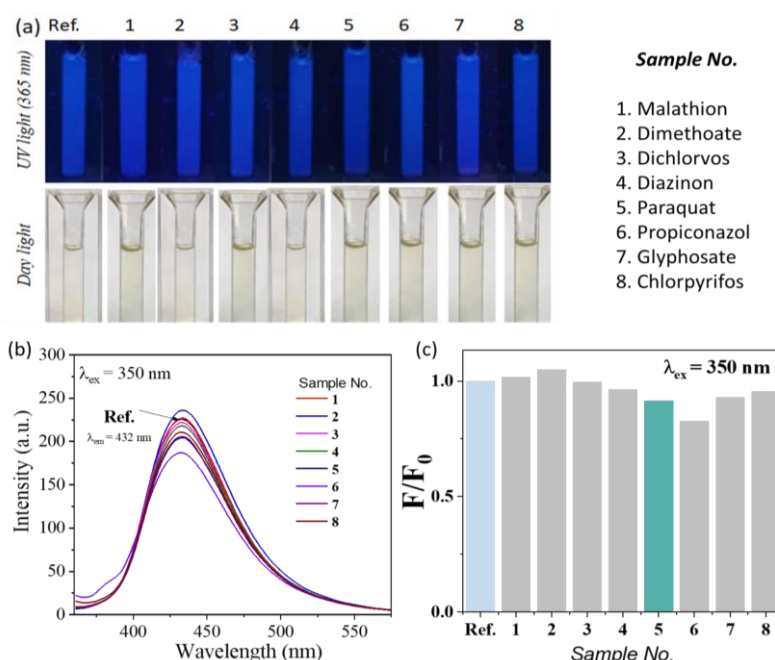 (a) Ref. 1 2 3 4 5 6 7 8
UV light (365 nm)
Day light
Sample No.
1. Malathion
2. Dimethoate
3. Dichlorvos
4. Diazinon
5. Paraquat
6. Propiconazol
7. Glyphosate
8. Chlorpyrifos
(b)
λex = 350 nm
Ref.
λem = 432 nm
Sample No.
1
2
3
4
5
6
7
8
Intensity (a.u.)
300
250
200
150
100
50
0
400 450 500 550
Wavelength (nm)
(c)
λex = 350 nm
F/F0
1.0
0.5
0.0
Ref. 1 2 3 4 5 6 7 8
Sample No.